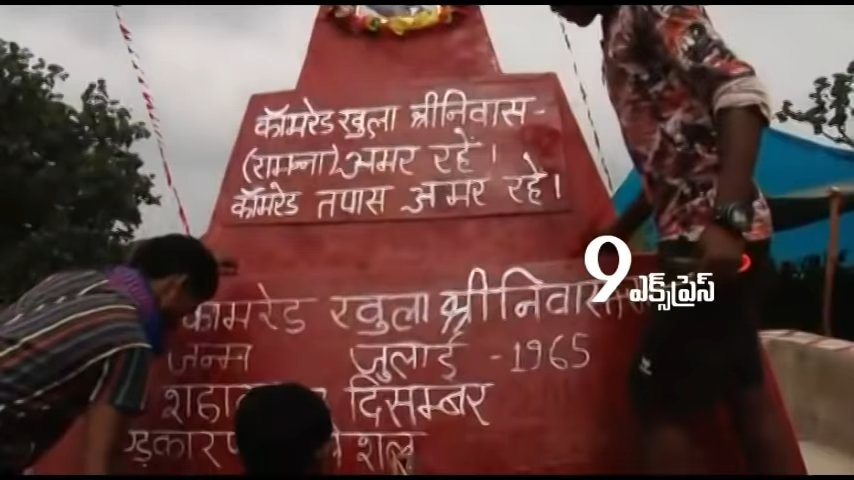 कॉमरेड खुला श्रीनिवास -
(रामन्ना) अमर रहें।
कॉमरेड तपास अमर रहे।
कामरेड खुला श्रीनिवास
9 ఎక్స్‌ప్రెస్
जन्म जुलाई - 1965
दिसम्बर